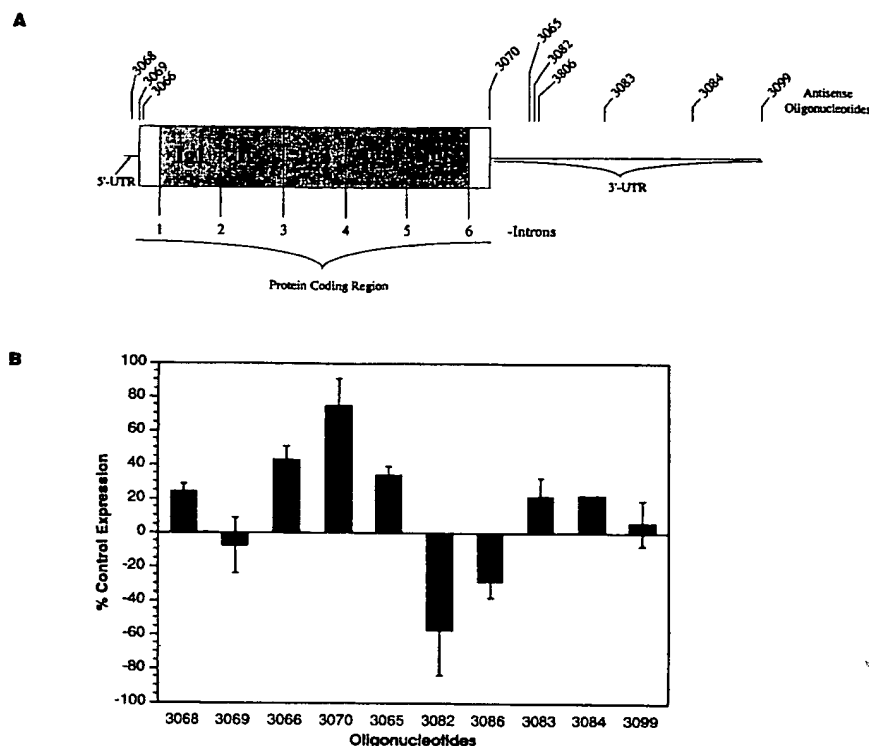 A
3068
3069
3066
3070
3065
3082
3806
3083
3084
3099
Antisense
Oligonucleotides
5'-UTR
3'-UTR
1 2 3 4 5 6 -Introns
Protein Coding Region
B
% Control Expression
100
80
60
40
20
0
-20
-40
-60
-80
-100
3068 3069 3066 3070 3065 3082 3086 3083 3084 3099
Oligonucleotides